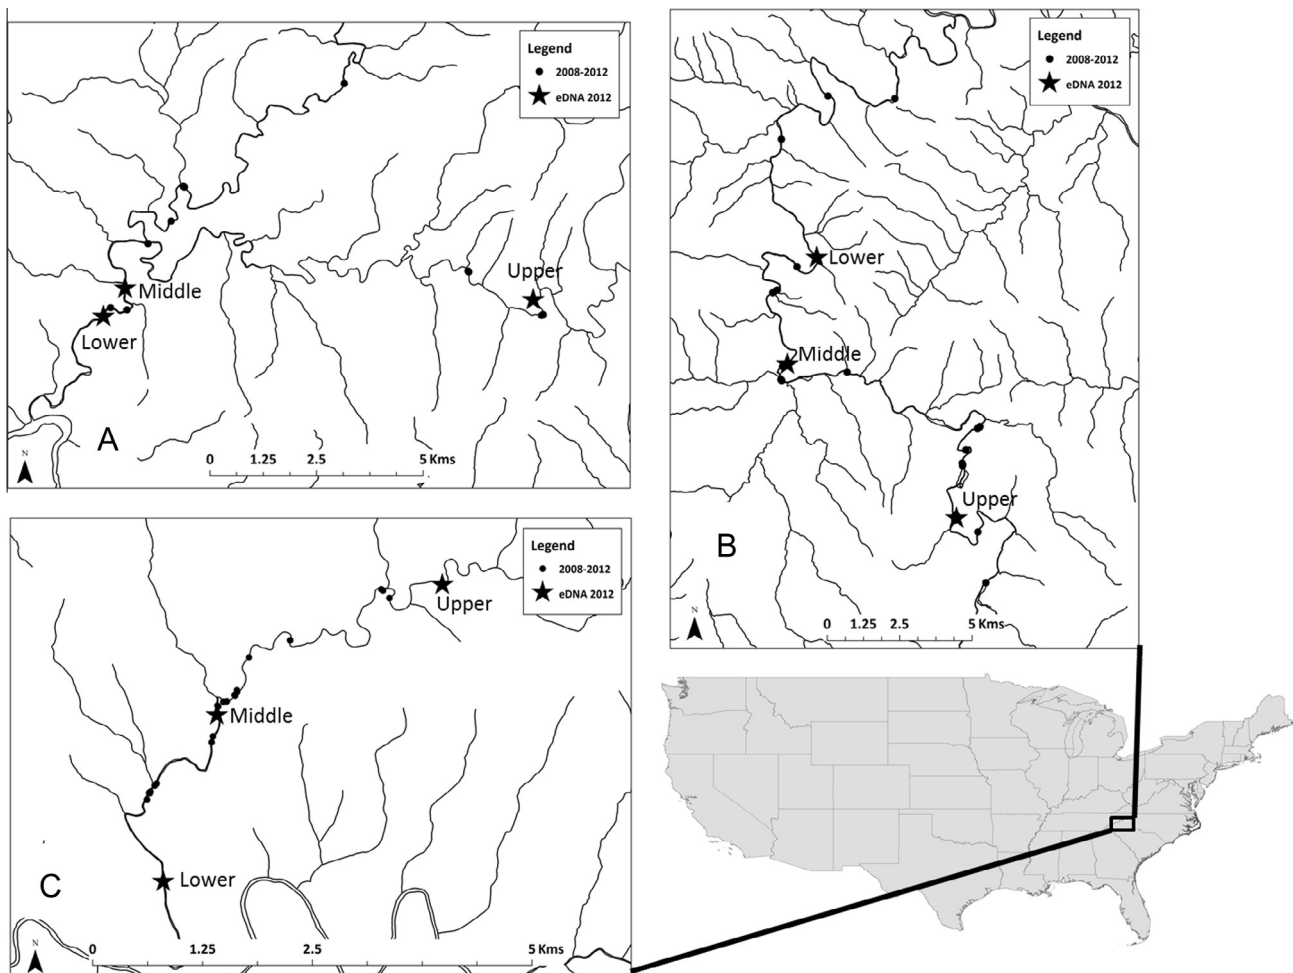 Legend
2008-2012
eDNA 2012
Upper
Middle
Lower
A
N
0 1.25 2.5 5 Kms
Legend
2008-2012
eDNA 2012
Lower
Middle
Upper
B
N
0 1.25 2.5 5 Kms
Legend
2008-2012
eDNA 2012
Upper
Middle
Lower
C
N
0 1.25 2.5 5 Kms